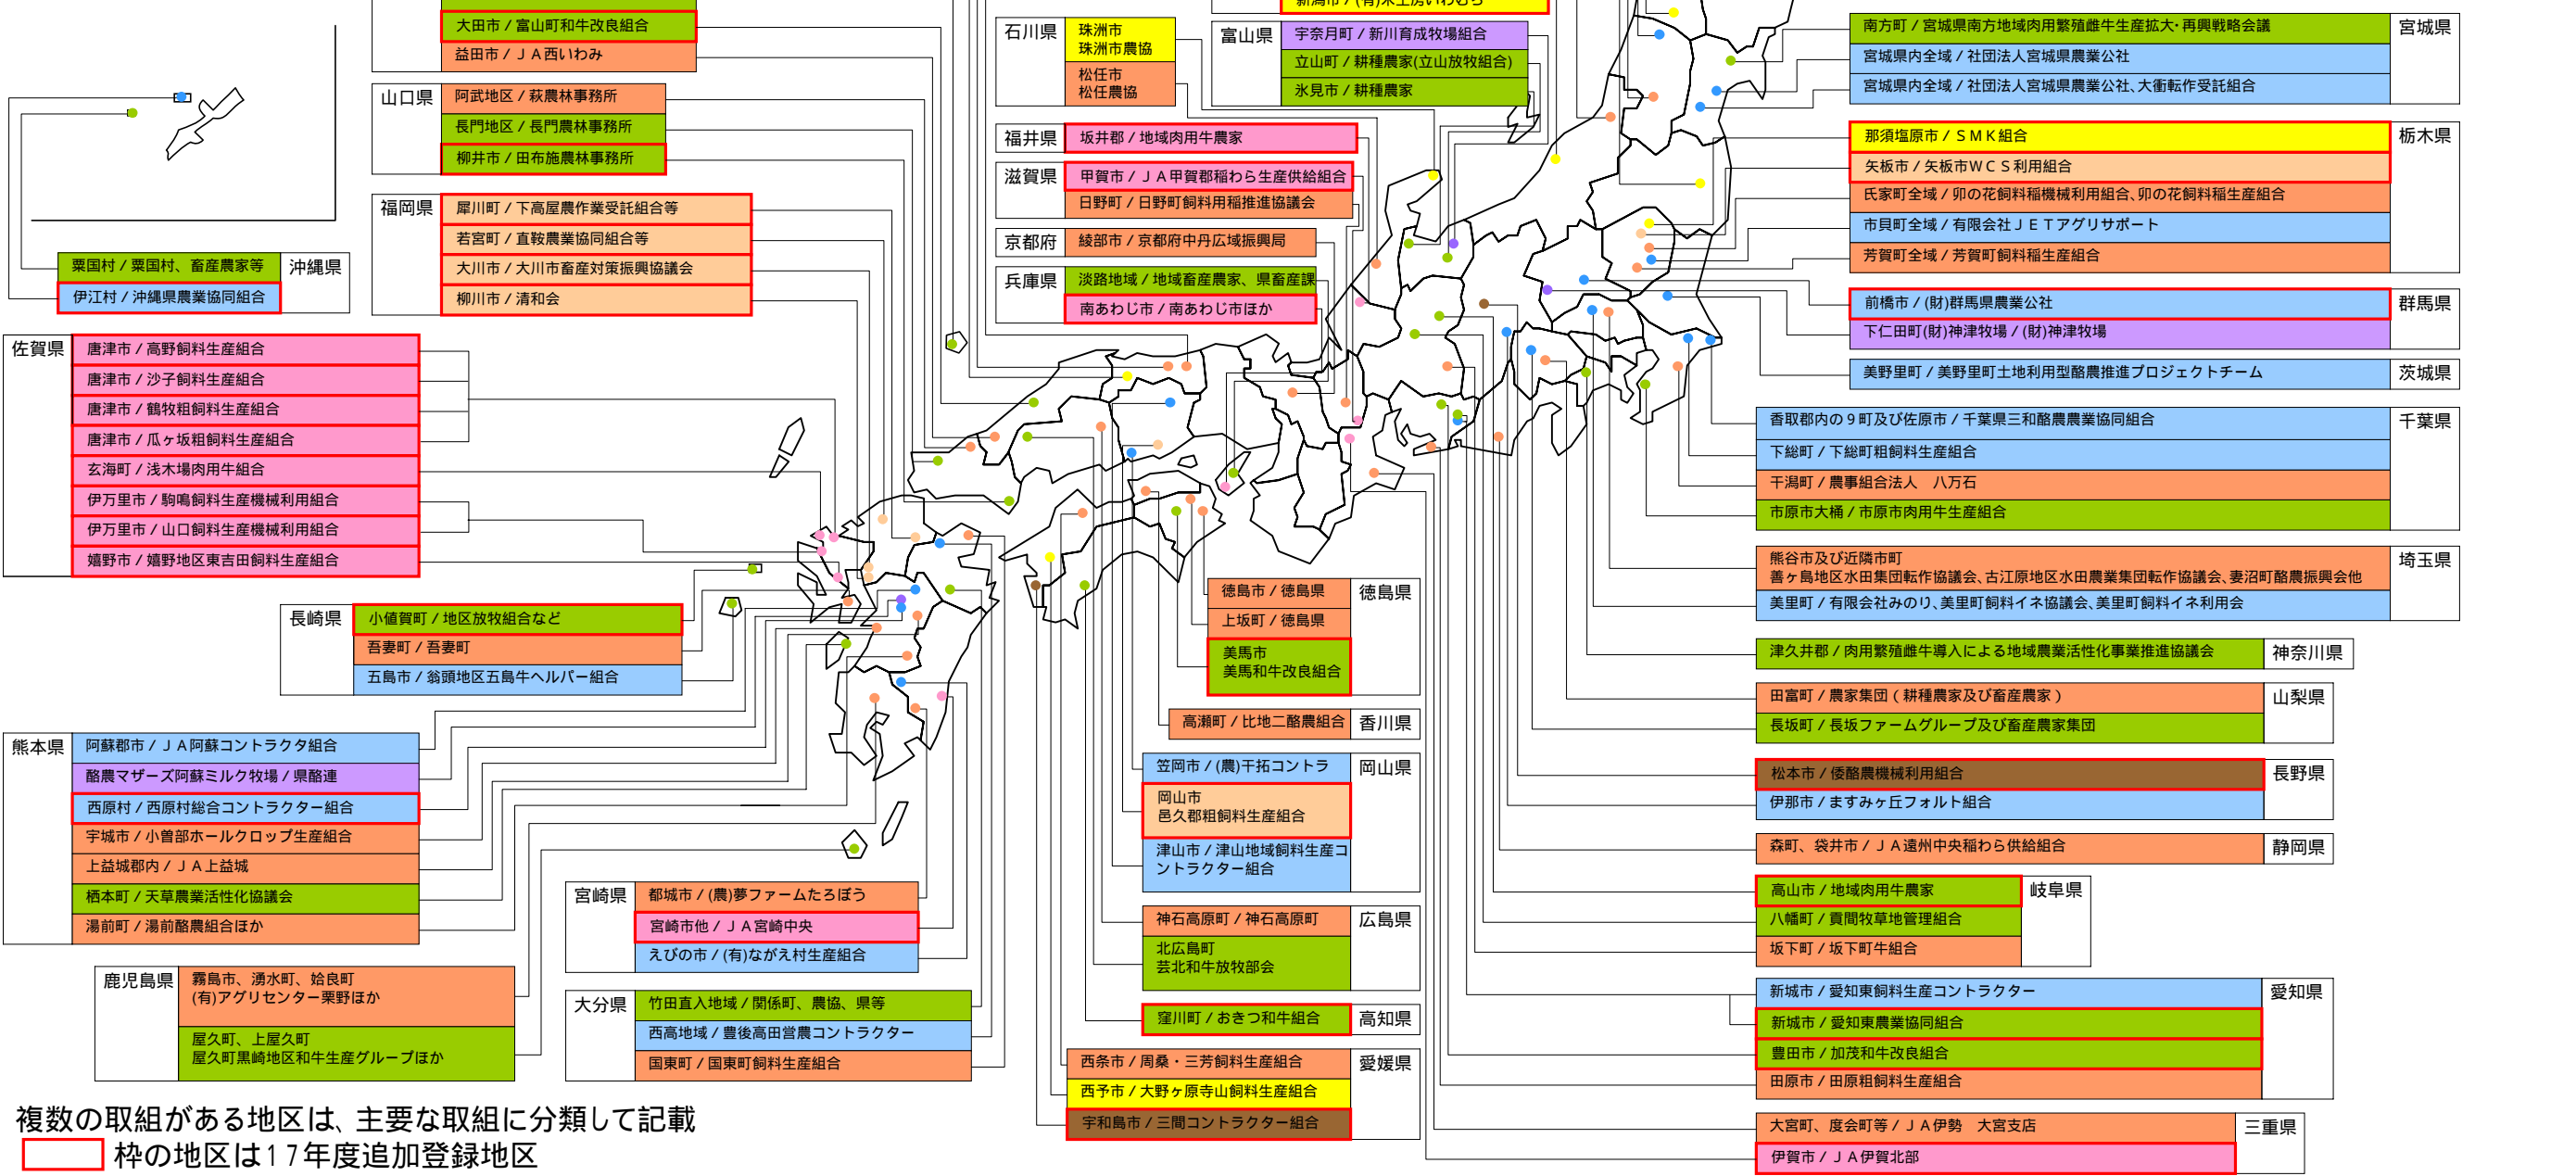 大田市 / 富山町和牛改良組合
益田市 / ＪＡ西いわみ
山口県
阿武地区 / 萩農林事務所
長門地区 / 長門農林事務所
柳井市 / 田布施農林事務所
福岡県
犀川町 / 下高屋農作業受託組合等
若宮町 / 直鞍農業協同組合等
大川市 / 大川市畜産対策振興協議会
柳川市 / 清和会
粟国村 / 粟国村、畜産農家等
沖縄県
伊江村 / 沖縄県農業協同組合
佐賀県
唐津市 / 高野飼料生産組合
唐津市 / 沙子飼料生産組合
唐津市 / 鶴牧粗飼料生産組合
唐津市 / 瓜ヶ坂粗飼料生産組合
玄海町 / 浅木場肉用牛組合
伊万里市 / 駒鳴飼料生産機械利用組合
伊万里市 / 山口飼料生産機械利用組合
嬉野市 / 嬉野地区東吉田飼料生産組合
長崎県
小値賀町 / 地区放牧組合など
吾妻町 / 吾妻町
五島市 / 翁頭地区五島牛ヘルパー組合
熊本県
阿蘇郡市 / ＪＡ阿蘇コントラクタ組合
酪農マザーズ阿蘇ミルク牧場 / 県酪連
西原村 / 西原村総合コントラクター組合
宇城市 / 小曽部ホールクロップ生産組合
上益城郡内 / ＪＡ上益城
栖本町 / 天草農業活性化協議会
湯前町 / 湯前酪農組合ほか
鹿児島県
霧島市、湧水町、姶良町
(有)アグリセンター栗野ほか
屋久町、上屋久町
屋久町黒崎地区和牛生産グループほか
宮崎県
都城市 / (農)夢ファームたろぼう
宮崎市他 / ＪＡ宮崎中央
えびの市 / (有)ながえ村生産組合
大分県
竹田直入地域 / 関係町、農協、県等
西高地域 / 豊後高田営農コントラクター
国東町 / 国東町飼料生産組合
石川県
珠洲市
珠洲市農協
松任市
松任農協
富山県
宇奈月町 / 新川育成牧場組合
立山町 / 耕種農家(立山放牧組合)
氷見市 / 耕種農家
福井県
坂井郡 / 地域肉用牛農家
滋賀県
甲賀市 / ＪＡ甲賀郡稲わら生産供給組合
日野町 / 日野町飼料用稲推進協議会
京都府
綾部市 / 京都府中丹広域振興局
兵庫県
淡路地域 / 地域畜産農家、県畜産課
南あわじ市 / 南あわじ市ほか
徳島市 / 徳島県
徳島県
上坂町 / 徳島県
美馬市
美馬和牛改良組合
高瀬町 / 比地二酪農組合
香川県
笠岡市 / (農)干拓コントラ
岡山県
岡山市
邑久郡粗飼料生産組合
津山市 / 津山地域飼料生産コ
ントラクター組合
神石高原町 / 神石高原町
広島県
北広島町
芸北和牛放牧部会
窪川町 / おきつ和牛組合
高知県
西条市 / 周桑・三芳飼料生産組合
愛媛県
西予市 / 大野ヶ原寺山飼料生産組合
宇和島市 / 三間コントラクター組合
南方町 / 宮城県南方地域肉用繁殖雌牛生産拡大・再興戦略会議
宮城県
宮城県内全域 / 社団法人宮城県農業公社
宮城県内全域 / 社団法人宮城県農業公社、大衡転作受託組合
那須塩原市 / ＳＭＫ組合
栃木県
矢板市 / 矢板市ＷＣＳ利用組合
氏家町全域 / 卯の花飼料稲機械利用組合、卯の花飼料稲生産組合
市貝町全域 / 有限会社ＪＥＴアグリサポート
芳賀町全域 / 芳賀町飼料稲生産組合
前橋市 / (財)群馬県農業公社
群馬県
下仁田町(財)神津牧場 / (財)神津牧場
美野里町 / 美野里町土地利用型酪農推進プロジェクトチーム
茨城県
香取郡内の９町及び佐原市 / 千葉県三和酪農農業協同組合
千葉県
下総町 / 下総町粗飼料生産組合
干潟町 / 農事組合法人　八万石
市原市大桶 / 市原市肉用牛生産組合
熊谷市及び近隣市町
埼玉県
善ヶ島地区水田集団転作協議会、古江原地区水田農業集団転作協議会、妻沼町酪農振興会他
美里町 / 有限会社みのり、美里町飼料イネ協議会、美里町飼料イネ利用会
津久井郡 / 肉用繁殖雌牛導入による地域農業活性化事業推進協議会
神奈川県
田富町 / 農家集団（耕種農家及び畜産農家）
山梨県
長坂町 / 長坂ファームグループ及び畜産農家集団
松本市 / 倭酪農機械利用組合
長野県
伊那市 / ますみヶ丘フォルト組合
森町、袋井市 / ＪＡ遠州中央稲わら供給組合
静岡県
高山市 / 地域肉用牛農家
岐阜県
八幡町 / 貢間牧草地管理組合
坂下町 / 坂下町牛組合
新城市 / 愛知東飼料生産コントラクター
愛知県
新城市 / 愛知東農業協同組合
豊田市 / 加茂和牛改良組合
田原市 / 田原粗飼料生産組合
大宮町、度会町等 / ＪＡ伊勢　大宮支店
三重県
伊賀市 / ＪＡ伊賀北部
複数の取組がある地区は、主要な取組に分類して記載
枠の地区は１７年度追加登録地区